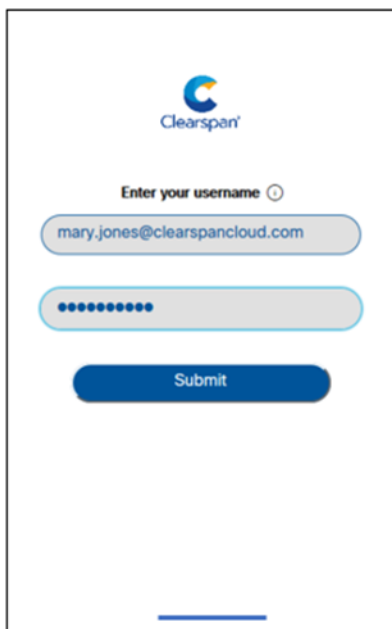 Clearspan®
Enter your username
mary.jones@clearspancloud.com
••••••••••
Submit